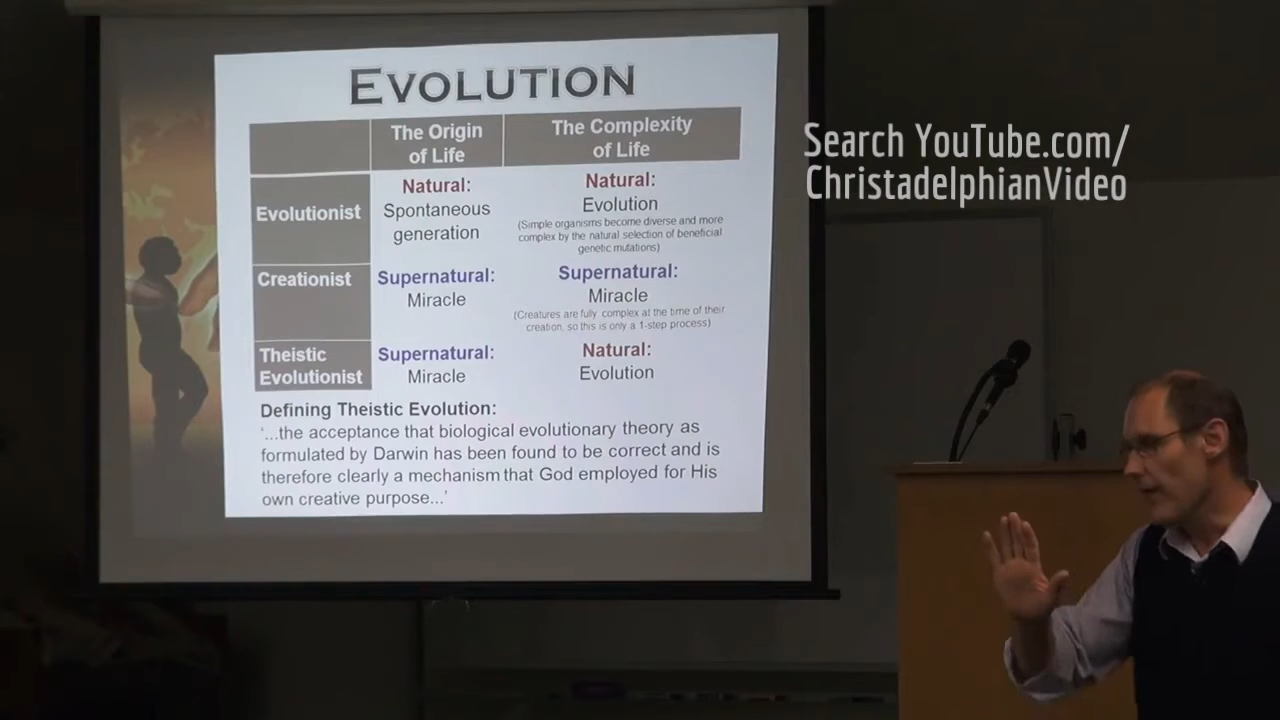 EVOLUTION
The Origin
of Life
The Complexity
of Life
Evolutionist
Natural:
Spontaneous
generation
Natural:
Evolution
(Simple organisms become diverse and more
complex by the natural selection of beneficial
genetic mutations)
Creationist
Supernatural:
Miracle
Supernatural:
Miracle
(Creatures are fully complex at the time of their
creation, so this is only a 1-step process)
Theistic
Evolutionist
Supernatural:
Miracle
Natural:
Evolution
Defining Theistic Evolution:
‘...the acceptance that biological evolutionary theory as
formulated by Darwin has been found to be correct and is
therefore clearly a mechanism that God employed for His
own creative purpose...’
Search YouTube.com/
ChristadelphianVideo